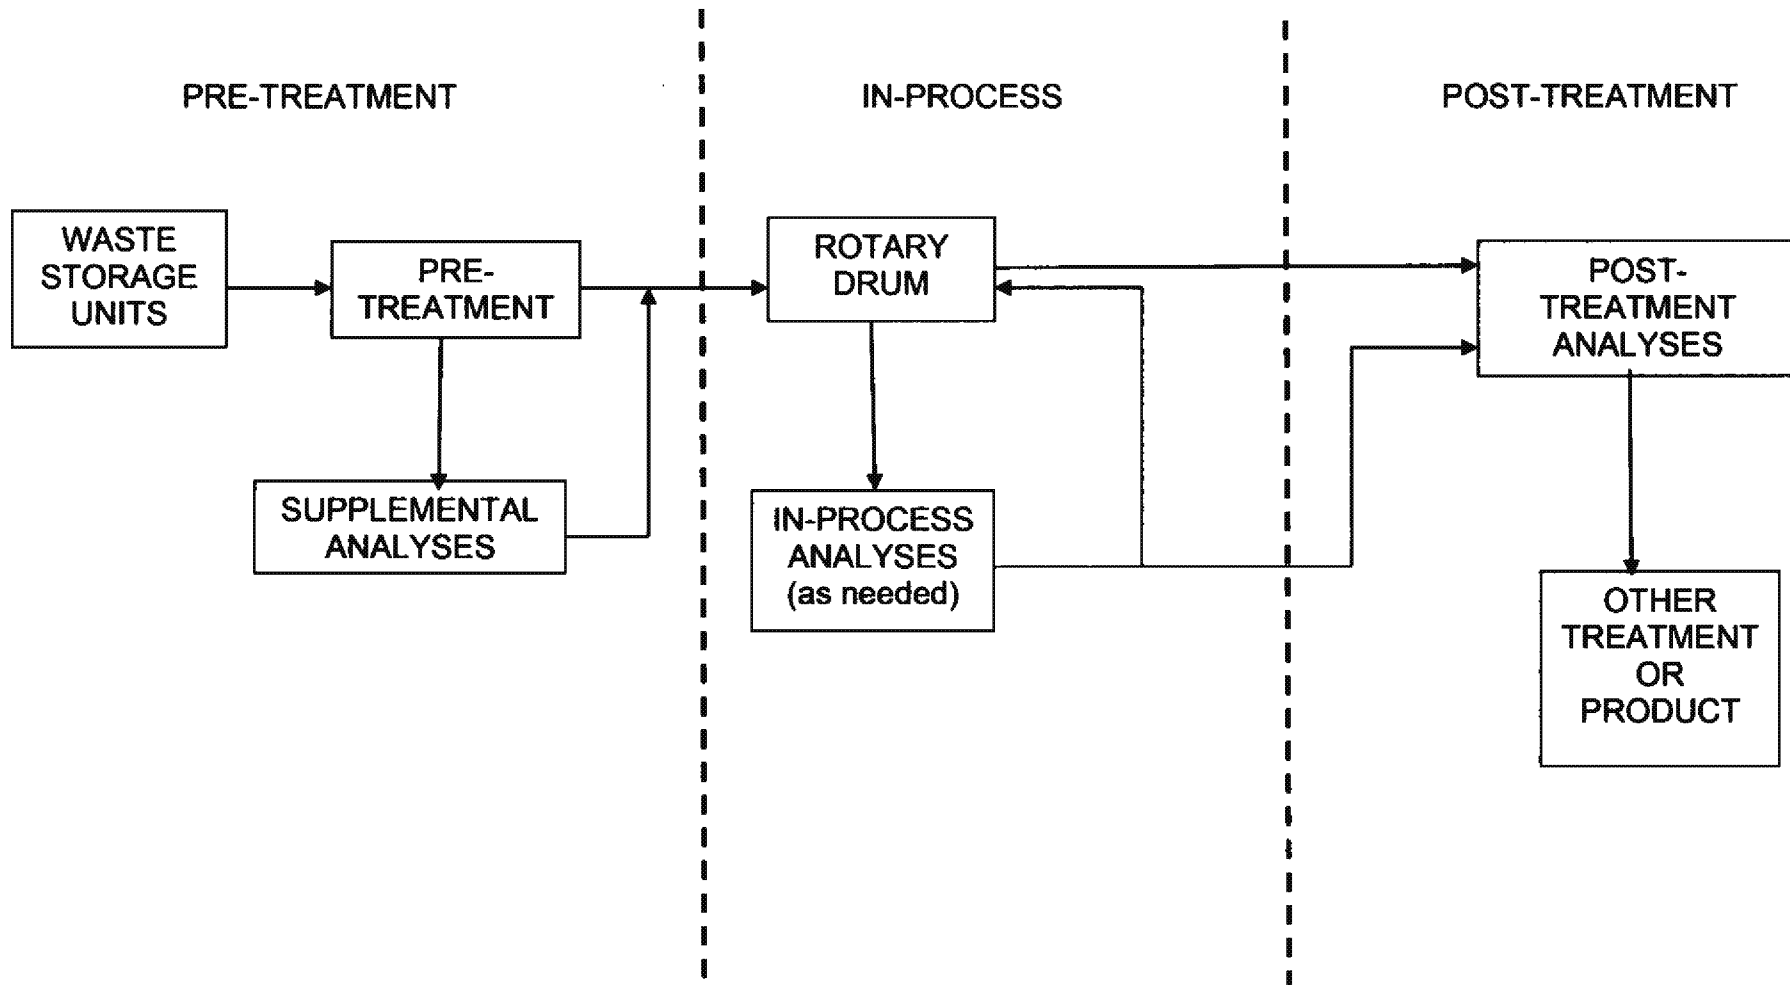 PRE-TREATMENT
IN-PROCESS
POST-TREATMENT
WASTE
STORAGE
UNITS
PRE-
TREATMENT
SUPPLEMENTAL
ANALYSES
ROTARY
DRUM
IN-PROCESS
ANALYSES
(as needed)
POST-
TREATMENT
ANALYSES
OTHER
TREATMENT
OR
PRODUCT